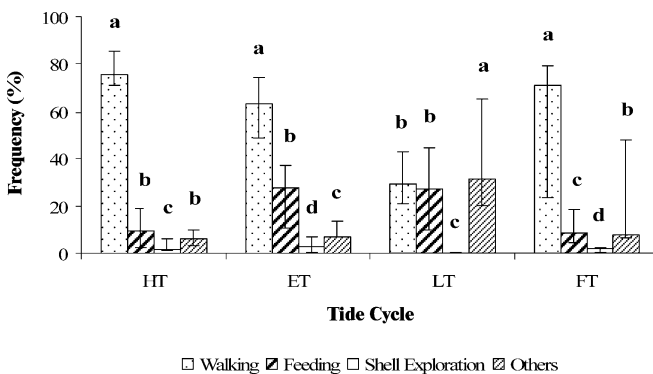 100
80
60
40
20
0
Frequency (%)
a
b
c
b
a
b
d
c
b
b
c
a
a
c
d
b
HT
ET
LT
FT
Tide Cycle
Walking Feeding Shell Exploration Others